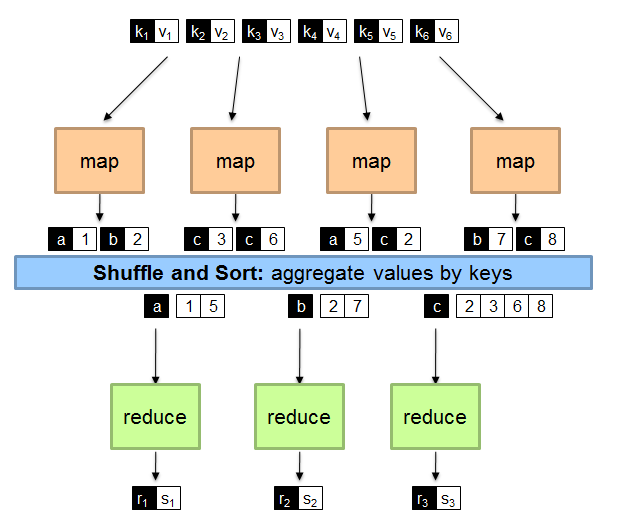 k₁ v₁ k₂ v₂ k₃ v₃ k₄ v₄ k₅ v₅ k₆ v₆
map map map map
a 1 b 2 c 3 c 6 a 5 c 2 b 7 c 8
Shuffle and Sort: aggregate values by keys
a 1 5 b 2 7 c 2 3 6 8
reduce reduce reduce
r₁ s₁ r₂ s₂ r₃ s₃